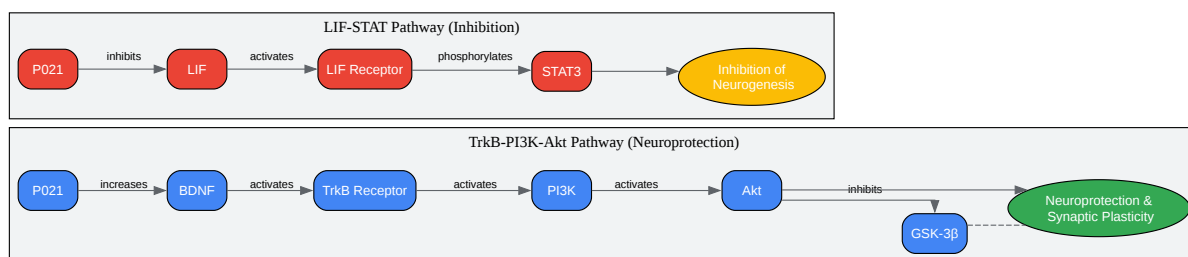 LIF-STAT Pathway (Inhibition)
P021
inhibits
LIF
activates
LIF Receptor
phosphorylates
STAT3
Inhibition of
Neurogenesis
TrkB-PI3K-Akt Pathway (Neuroprotection)
P021
increases
BDNF
activates
TrkB Receptor
activates
PI3K
activates
Akt
inhibits
GSK-3β
Neuroprotection &
Synaptic Plasticity